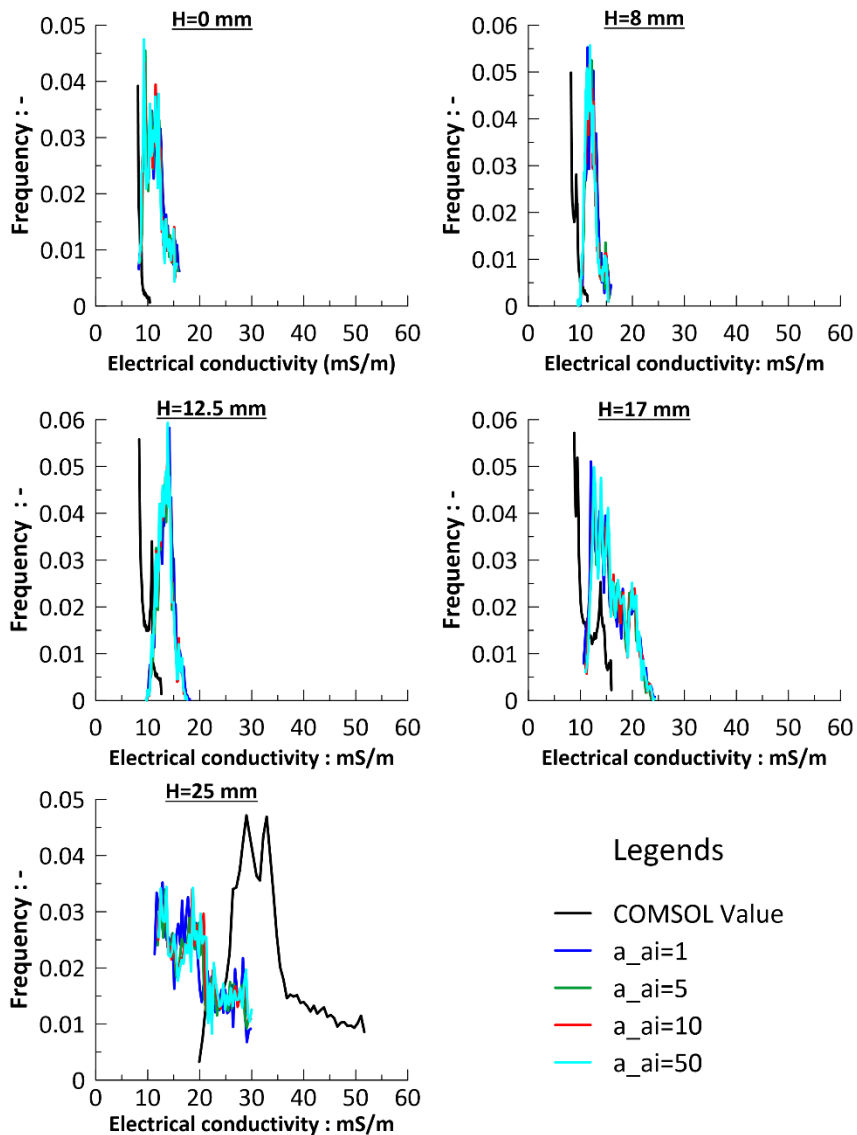 H=0 mm
0.05
0.04
0.03
0.02
0.01
0
Frequency : -
0 10 20 30 40 50 60
Electrical conductivity (mS/m)
H=8 mm
0.06
0.05
0.04
0.03
0.02
0.01
0
Frequency : -
0 10 20 30 40 50 60
Electrical conductivity: mS/m
H=12.5 mm
0.06
0.05
0.04
0.03
0.02
0.01
0
Frequency : -
0 10 20 30 40 50 60
Electrical conductivity : mS/m
H=17 mm
0.06
0.05
0.04
0.03
0.02
0.01
0
Frequency : -
0 10 20 30 40 50 60
Electrical conductivity : mS/m
H=25 mm
0.05
0.04
0.03
0.02
0.01
0
Frequency : -
0 10 20 30 40 50 60
Electrical conductivity : mS/m
Legends
COMSOL Value
a_ai=1
a_ai=5
a_ai=10
a_ai=50